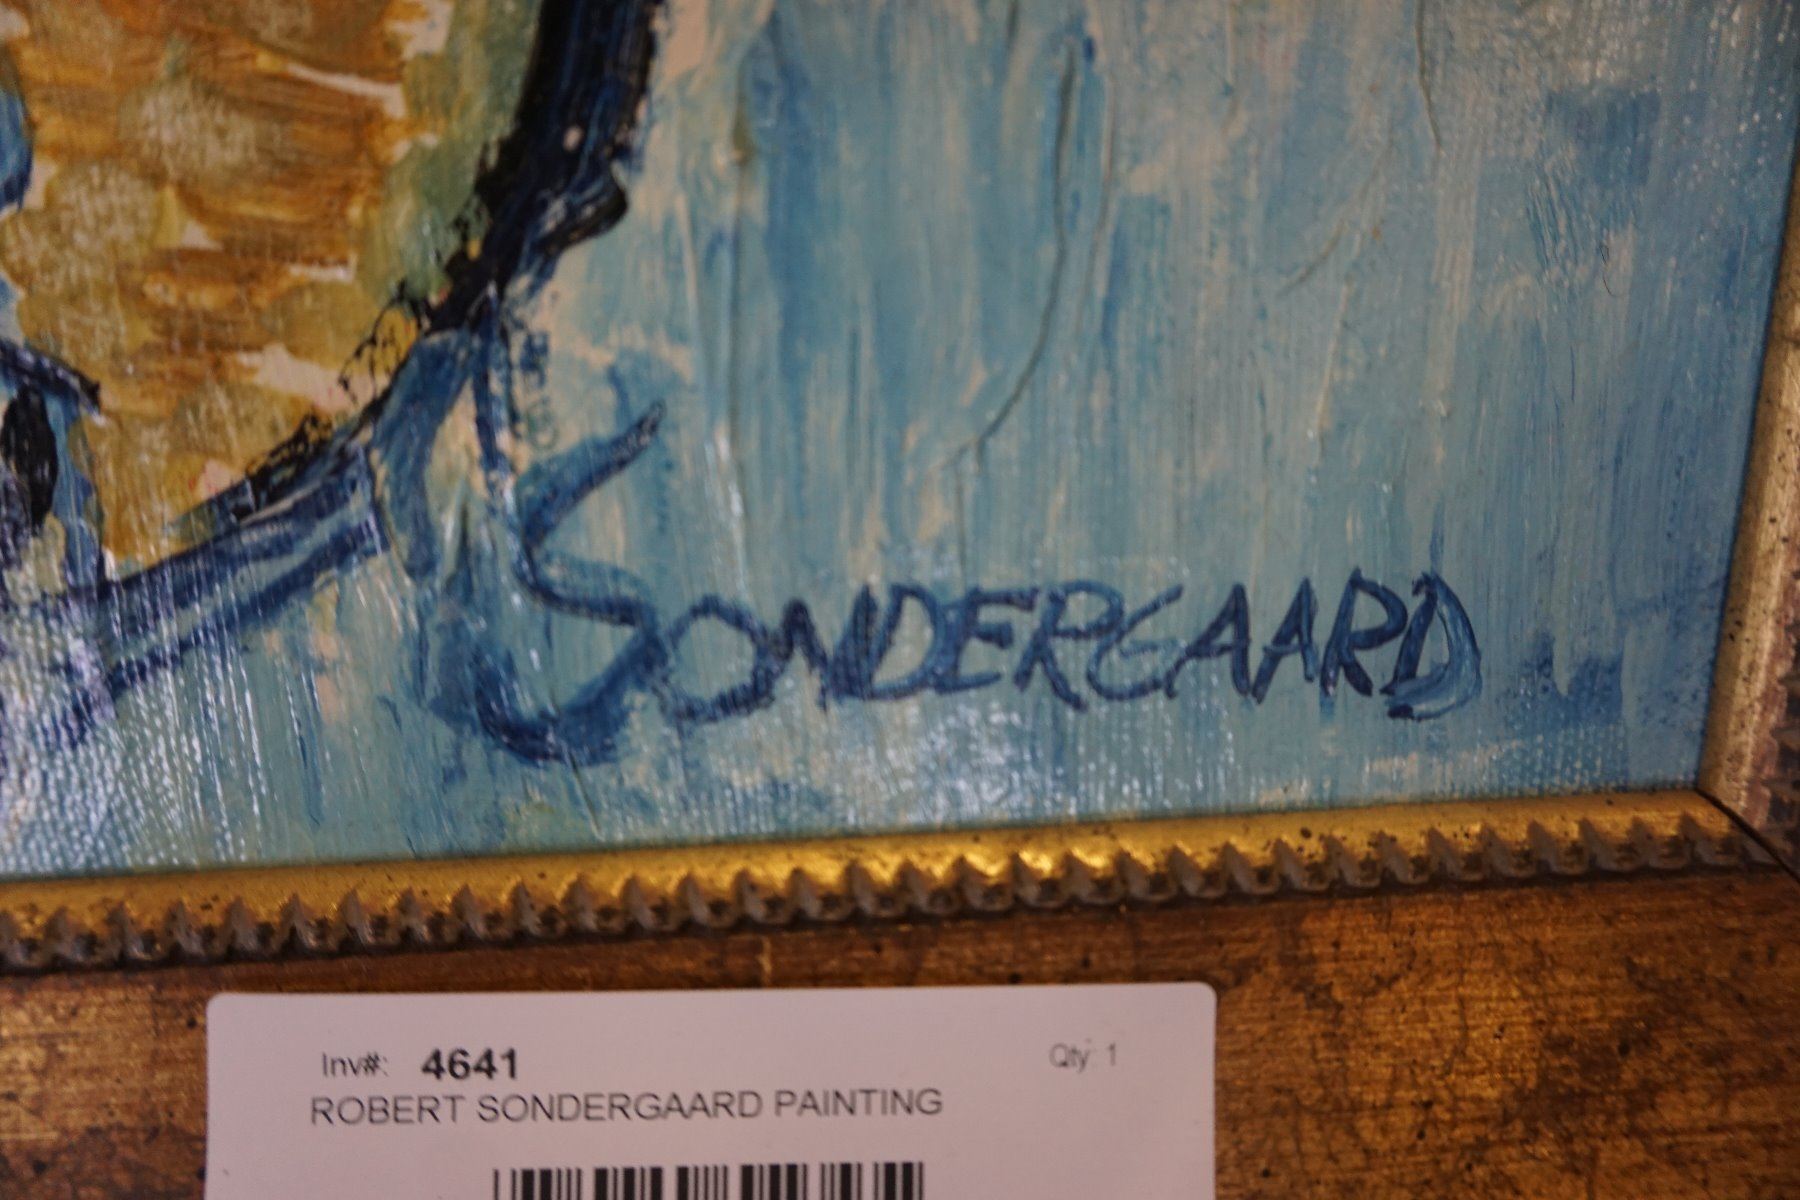 SONDERGAARD
Inv#: 4641 Qty: 1
ROBERT SONDERGAARD PAINTING